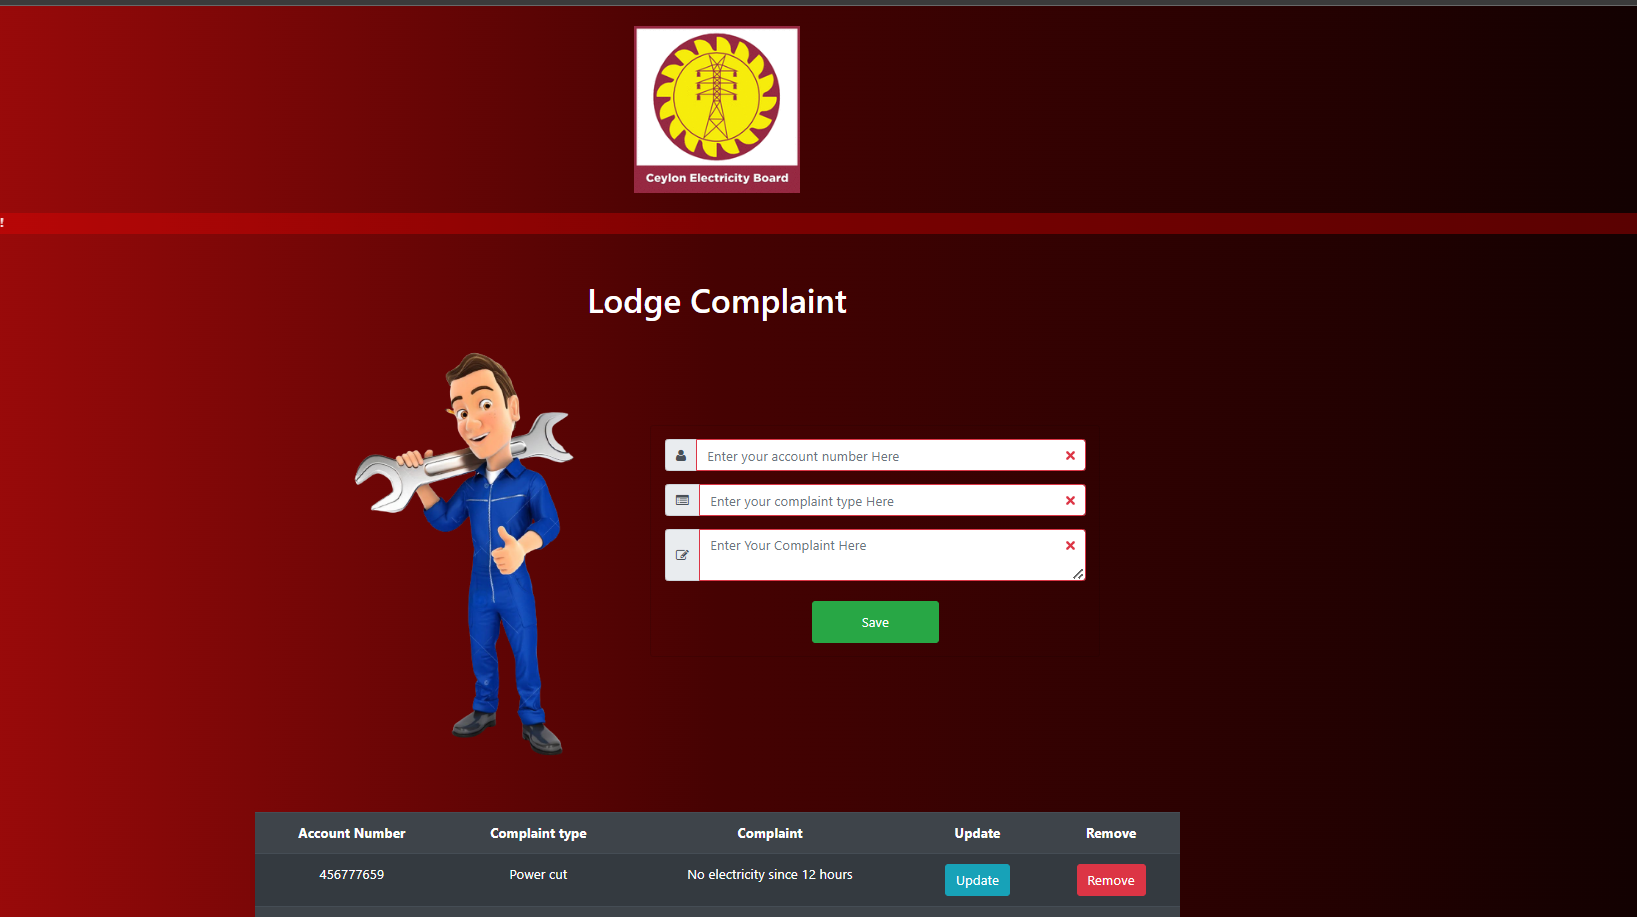 Ceylon Electricity Board
!
Lodge Complaint
Enter your account number Here
Enter your complaint type Here
Enter Your Complaint Here
Save
Account Number Complaint type Complaint Update Remove
456777659 Power cut No electricity since 12 hours Update Remove